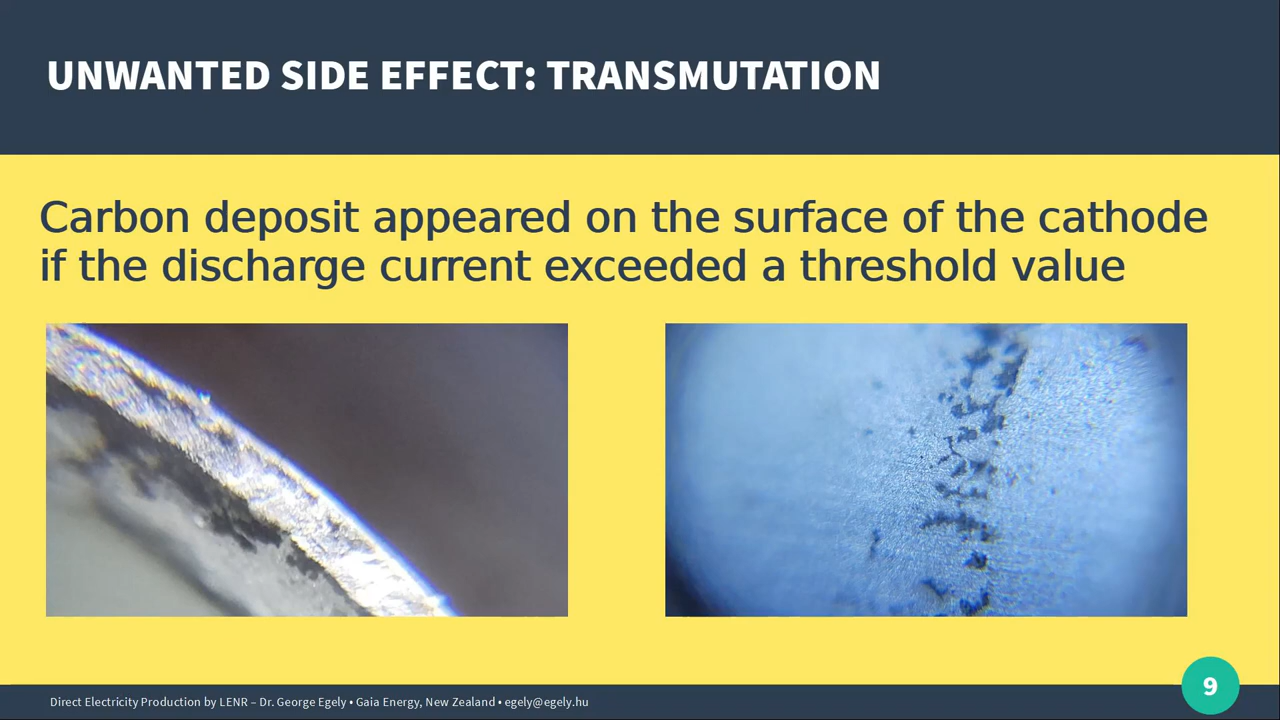 UNWANTED SIDE EFFECT: TRANSMUTATION
Carbon deposit appeared on the surface of the cathode
if the discharge current exceeded a threshold value
Direct Electricity Production by LENR – Dr. George Egely • Gaia Energy, New Zealand • egely@egely.hu
9